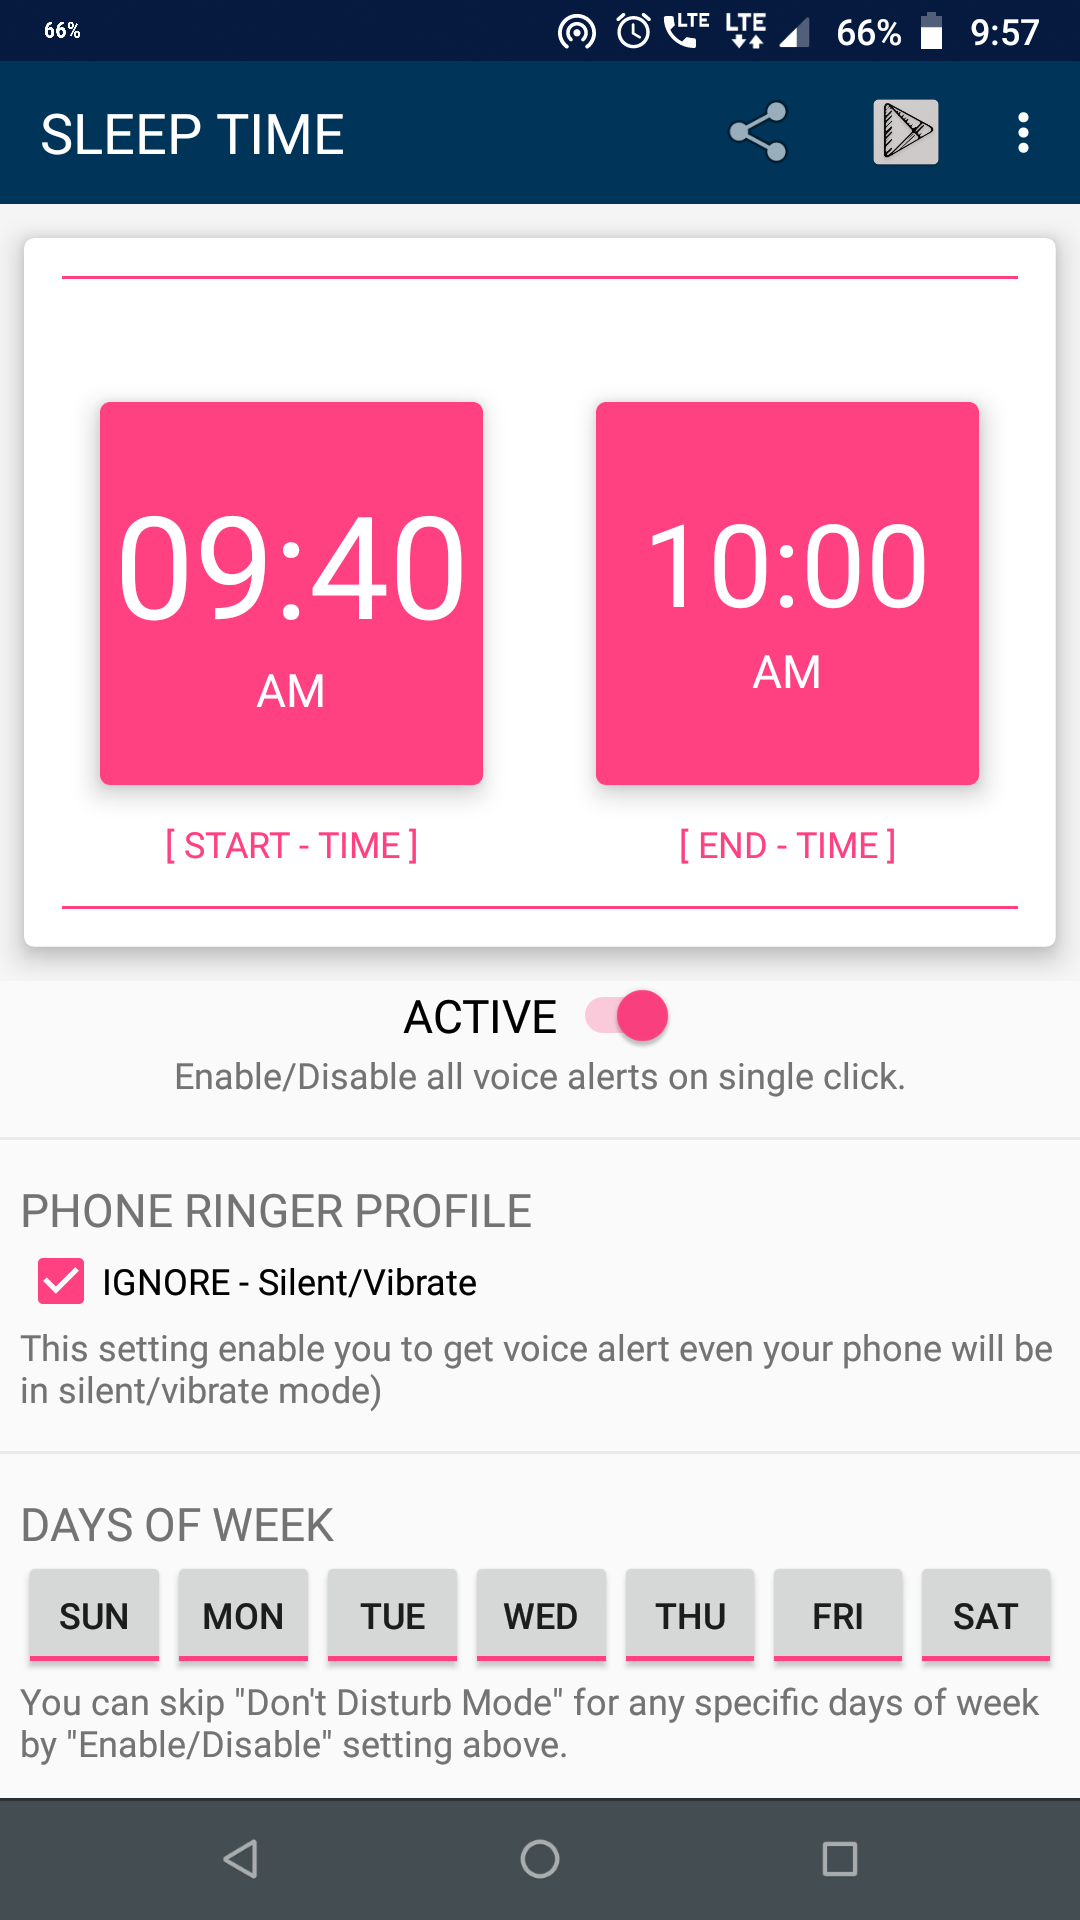 66%
LTE LTE 66% 9:57
SLEEP TIME
09:40
AM
10:00
AM
[ START - TIME ]
[ END - TIME ]
ACTIVE
Enable/Disable all voice alerts on single click.
PHONE RINGER PROFILE
IGNORE - Silent/Vibrate
This setting enable you to get voice alert even your phone will be
in silent/vibrate mode)
DAYS OF WEEK
SUN MON TUE WED THU FRI SAT
You can skip "Don't Disturb Mode" for any specific days of week
by "Enable/Disable" setting above.